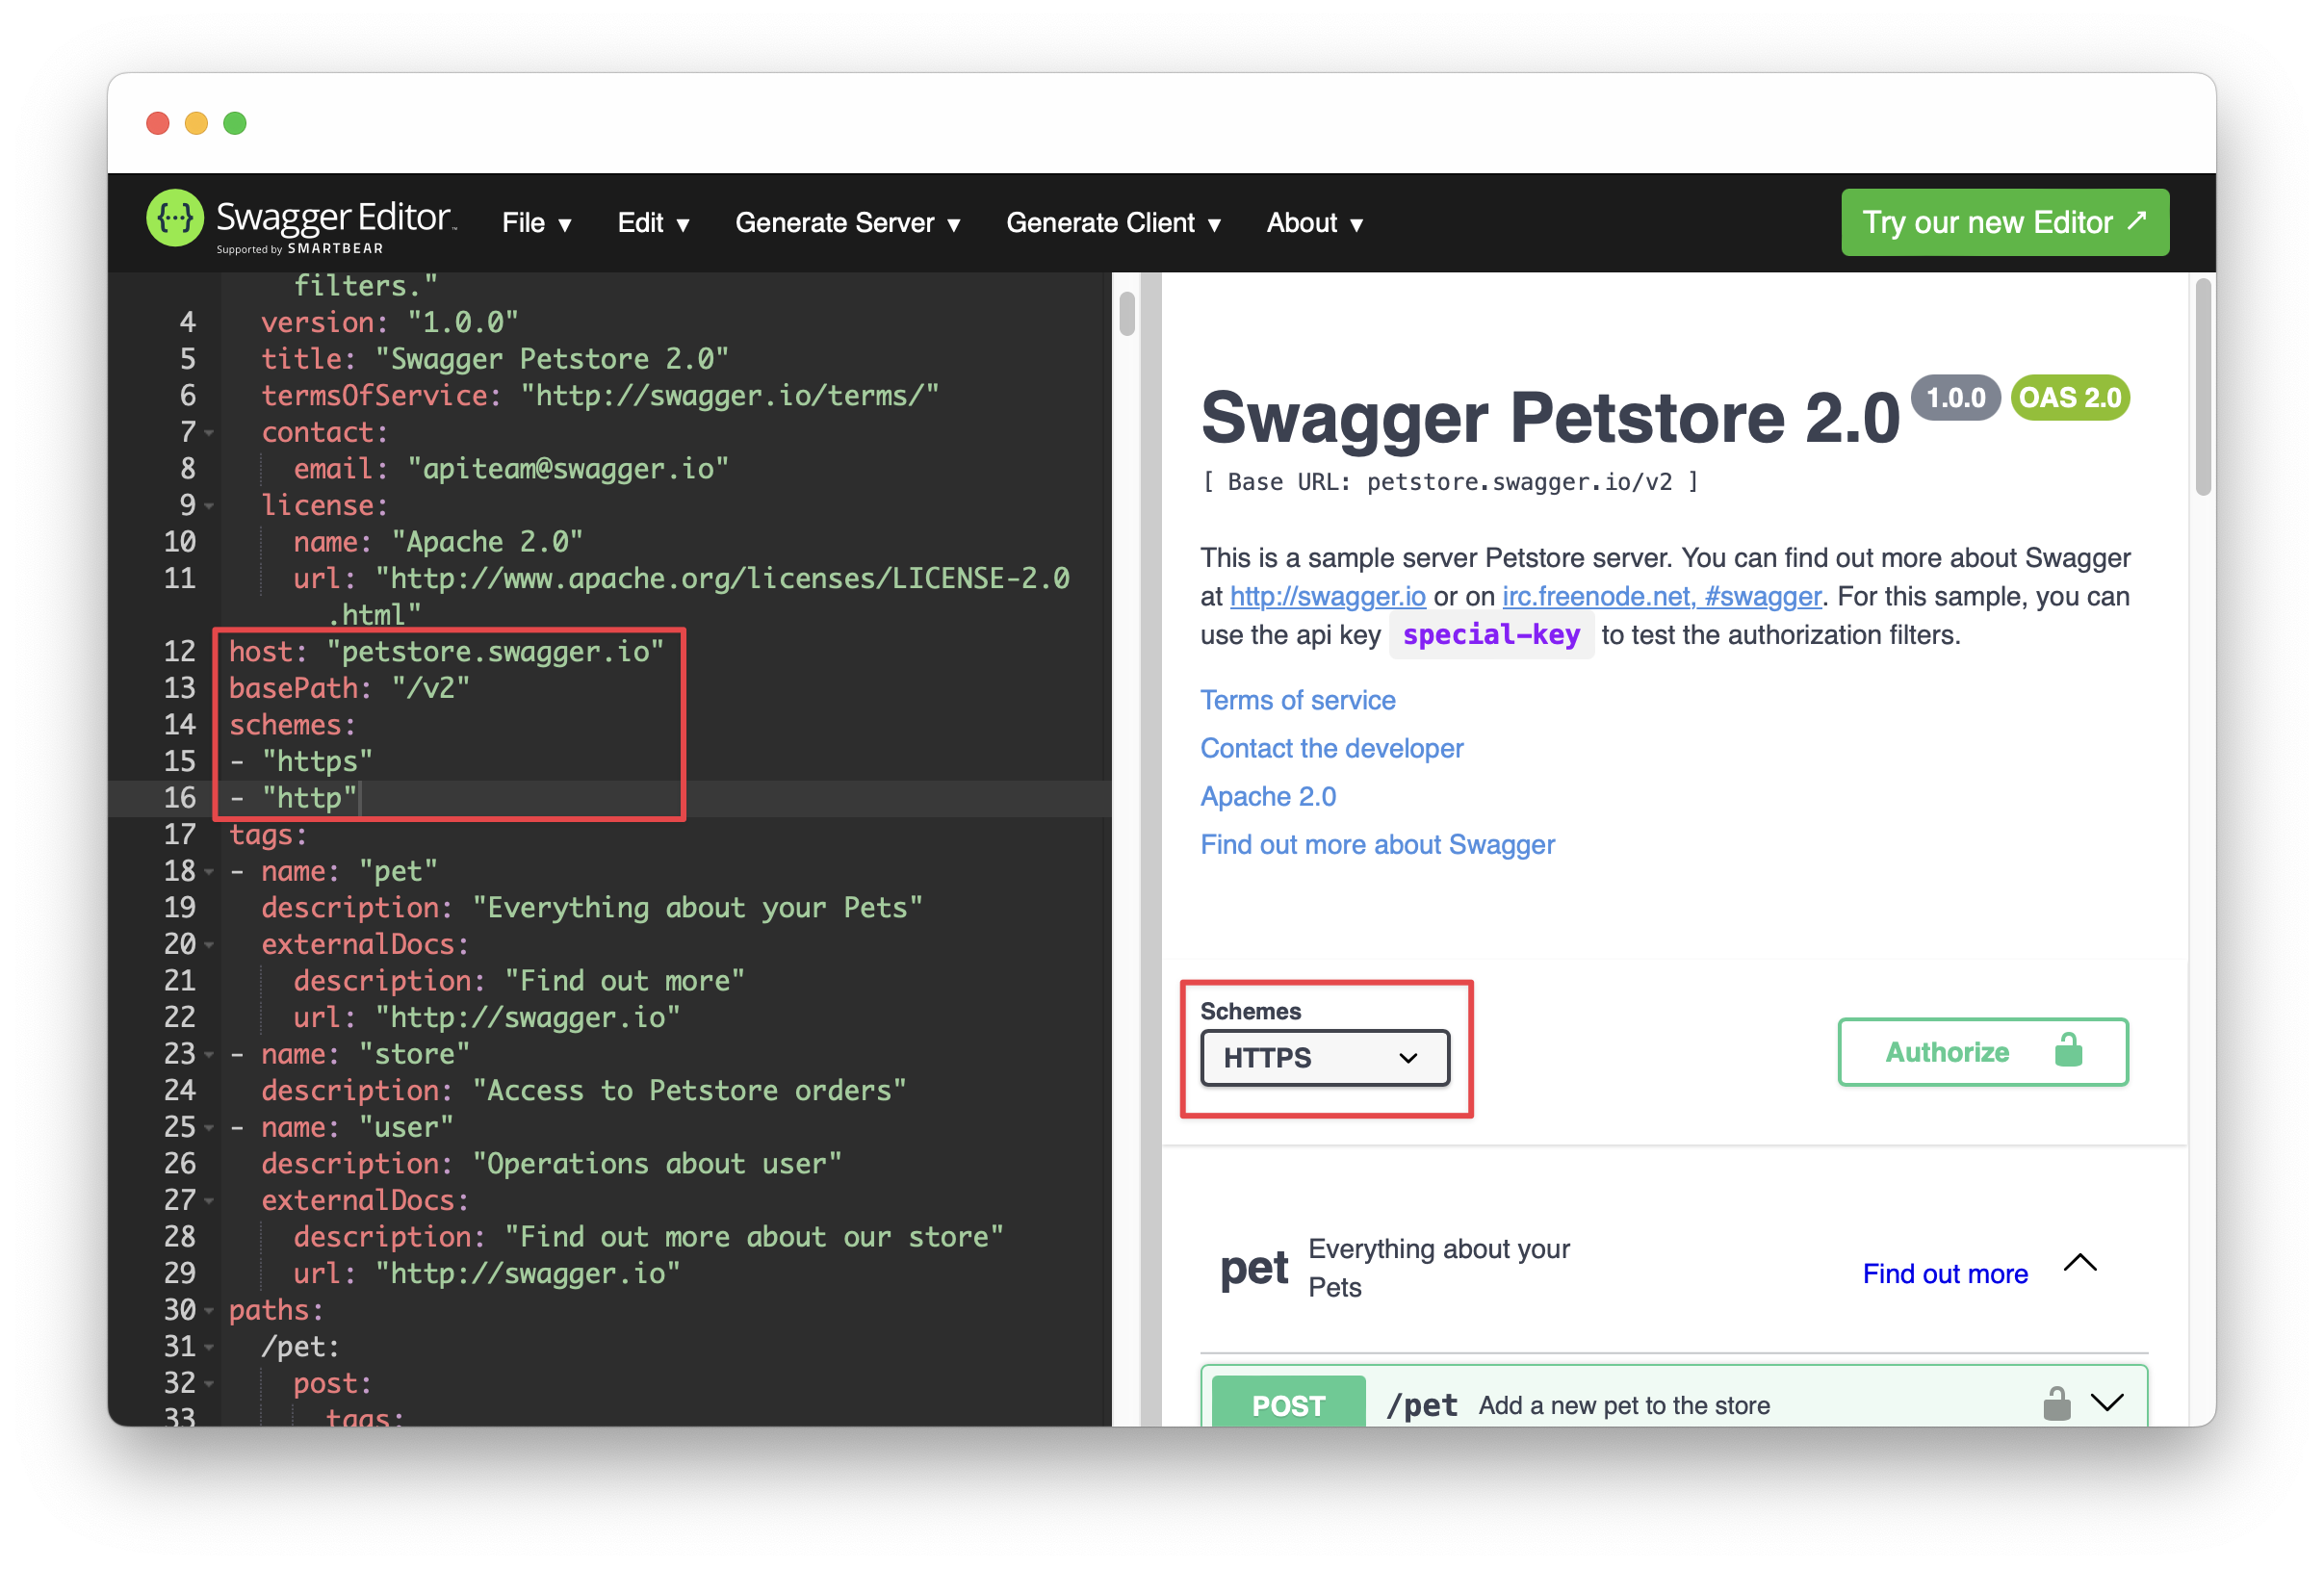 Swagger Editor
Supported by SMARTBEAR
File ▼ Edit ▼ Generate Server ▼ Generate Client ▼ About ▼
Try our new Editor ↗
filters."
4 version: "1.0.0"
5 title: "Swagger Petstore 2.0"
6 termsOfService: "http://swagger.io/terms/"
7 contact:
8 email: "apiteam@swagger.io"
9 license:
10 name: "Apache 2.0"
11 url: "http://www.apache.org/licenses/LICENSE-2.0
.html"
12 host: "petstore.swagger.io"
13 basePath: "/v2"
14 schemes:
15 - "https"
16 - "http"
17 tags:
18 - name: "pet"
19 description: "Everything about your Pets"
20 externalDocs:
21 description: "Find out more"
22 url: "http://swagger.io"
23 - name: "store"
24 description: "Access to Petstore orders"
25 - name: "user"
26 description: "Operations about user"
27 externalDocs:
28 description: "Find out more about our store"
29 url: "http://swagger.io"
30 paths:
31 /pet:
32 post:
33 tags:
Swagger Petstore 2.0 1.0.0 OAS 2.0
[ Base URL: petstore.swagger.io/v2 ]
This is a sample server Petstore server. You can find out more about Swagger
at http://swagger.io or on irc.freenode.net, #swagger. For this sample, you can
use the api key special-key to test the authorization filters.
Terms of service
Contact the developer
Apache 2.0
Find out more about Swagger
Schemes
HTTPS
Authorize
pet Everything about your
Pets
Find out more
POST /pet Add a new pet to the store